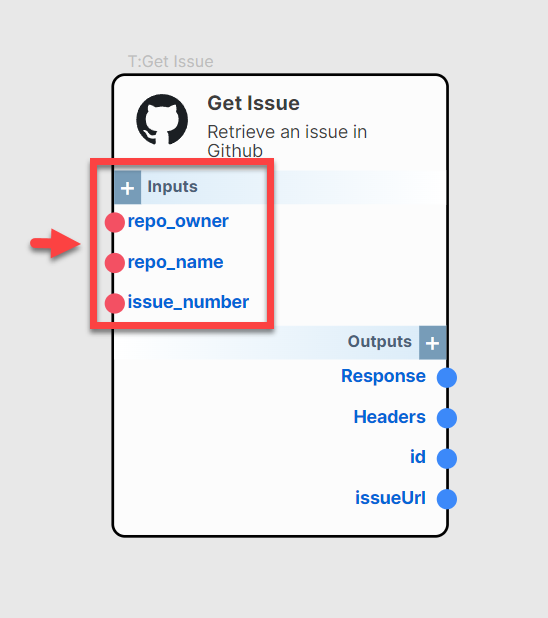 T:Get Issue
Get Issue
Retrieve an issue in
Github
Inputs
repo_owner
repo_name
issue_number
Outputs
Response
Headers
id
issueUrl